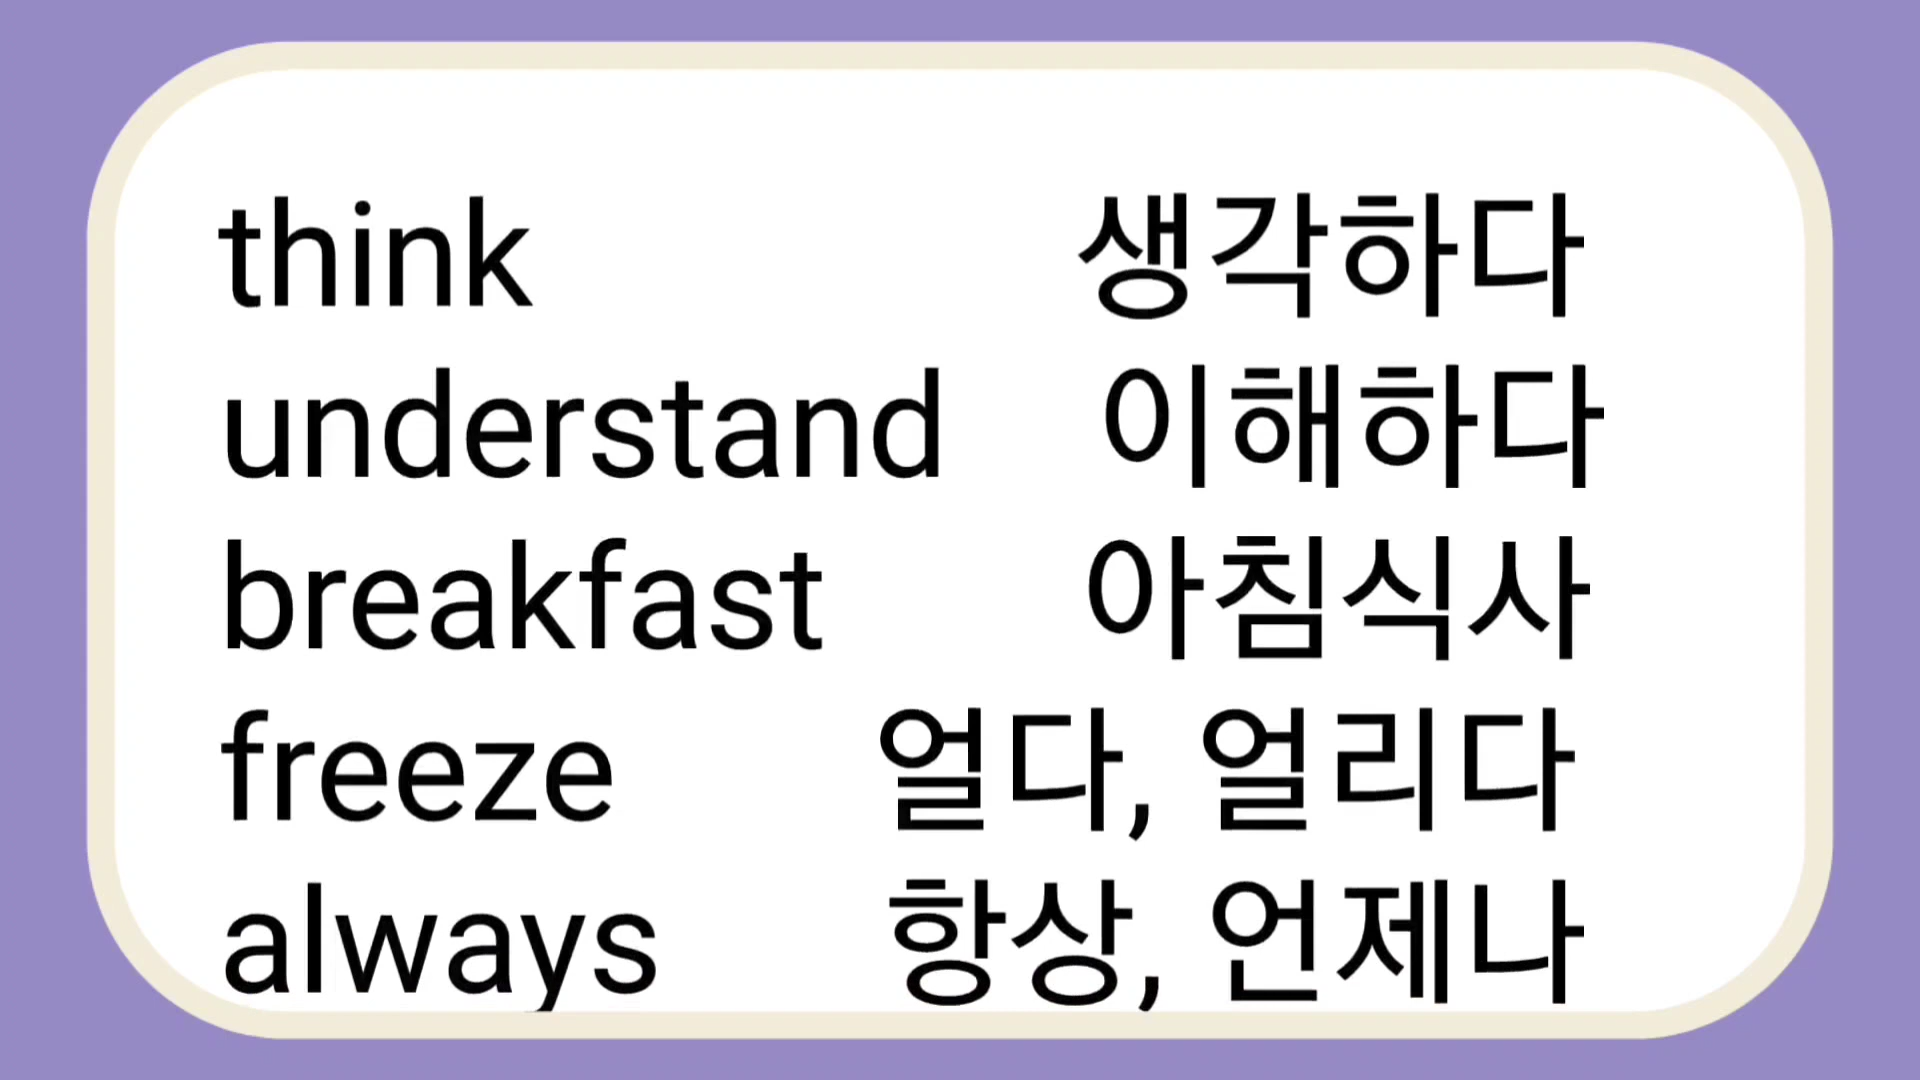 think 생각하다
understand 이해하다
breakfast 아침식사
freeze 얼다, 얼리다
always 항상, 언제나